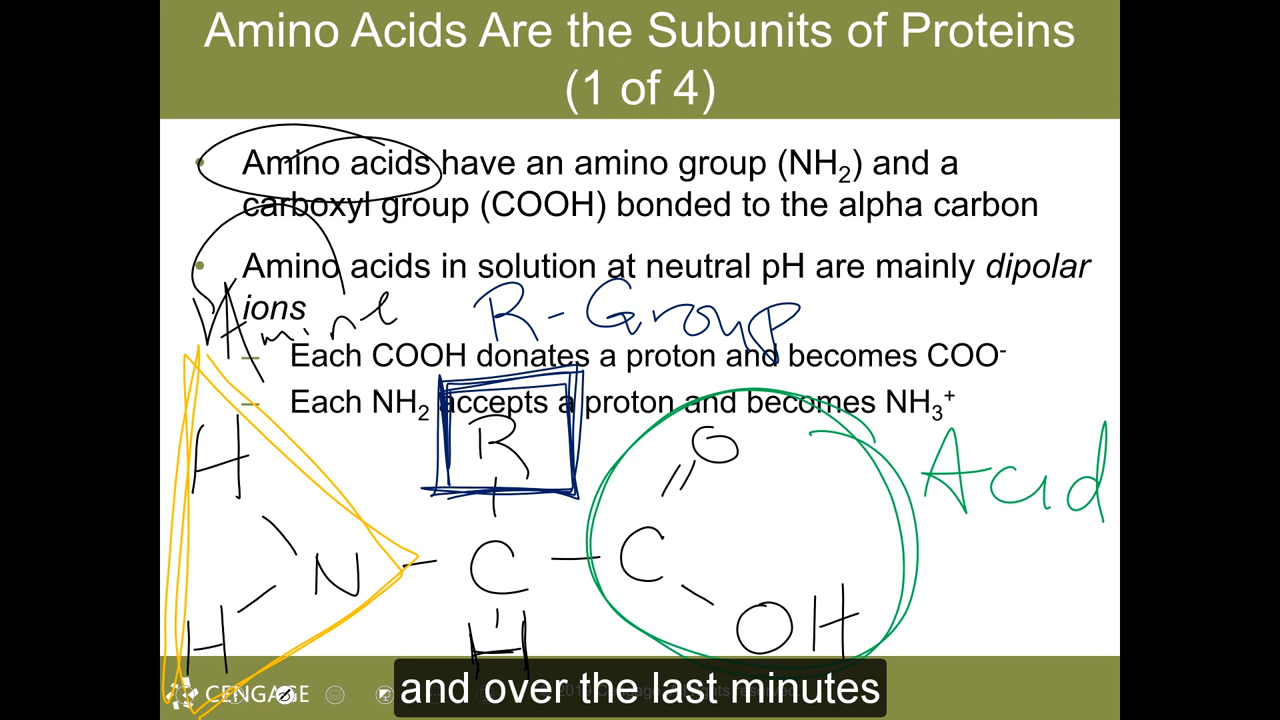 Amino Acids Are the Subunits of Proteins
(1 of 4)
• Amino acids have an amino group (NH₂) and a
carboxyl group (COOH) bonded to the alpha carbon
• Amino acids in solution at neutral pH are mainly dipolar
ions
Amine
R-Group
– Each COOH donates a proton and becomes COO⁻
– Each NH₂ accepts a proton and becomes NH₃⁺
H R O
Acid
N - C - C
H H OH
CENGAGE
and over the last minutes